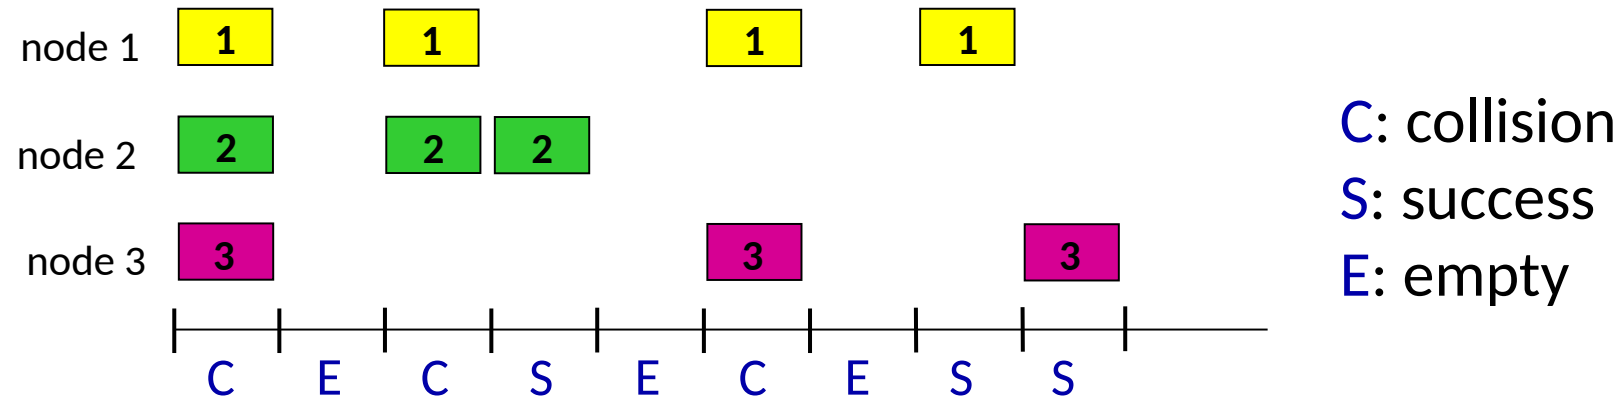 node 1 1 1 1 1
node 2 2 2 2
node 3 3 3 3
C E C S E C E S S
C: collision
S: success
E: empty